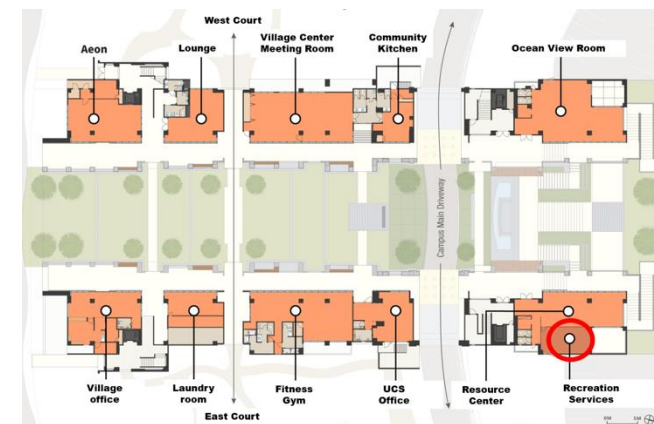 West Court
Aeon
Lounge
Village Center
Meeting Room
Community
Kitchen
Ocean View Room
Campus Main Driveway
Village
office
Laundry
room
Fitness
Gym
UCS
Office
Resource
Center
Recreation
Services
East Court